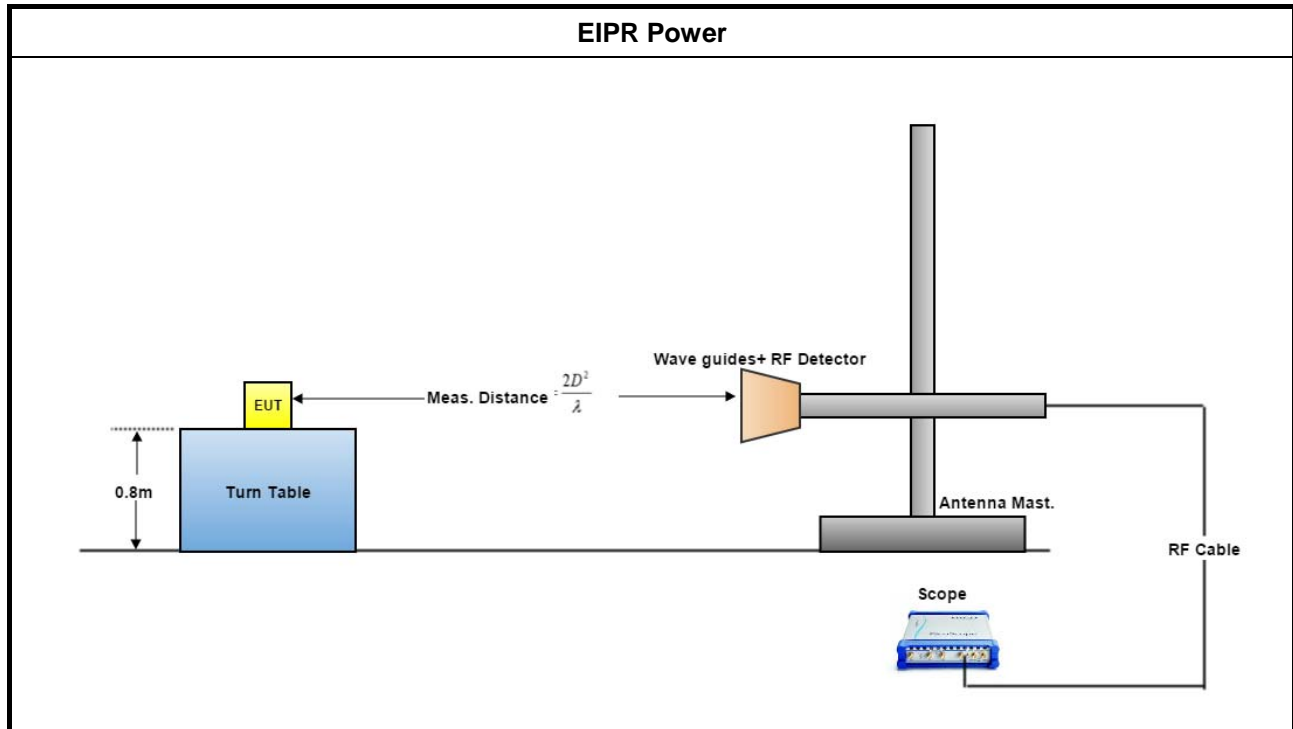 EIPR Power
Wave guides+ RF Detector
EUT
Meas. Distance = 2D²/λ
0.8m
Turn Table
Antenna Mast.
RF Cable
Scope